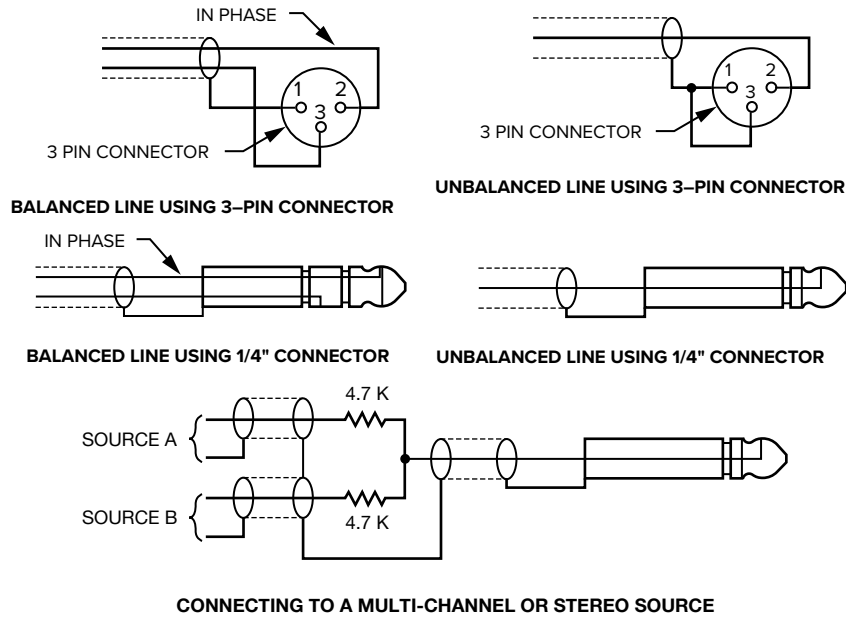 IN PHASE
1 2
3
3 PIN CONNECTOR
BALANCED LINE USING 3–PIN CONNECTOR
1 2
3
3 PIN CONNECTOR
UNBALANCED LINE USING 3–PIN CONNECTOR
IN PHASE
BALANCED LINE USING 1/4" CONNECTOR
UNBALANCED LINE USING 1/4" CONNECTOR
4.7 K
SOURCE A
SOURCE B
4.7 K
CONNECTING TO A MULTI-CHANNEL OR STEREO SOURCE